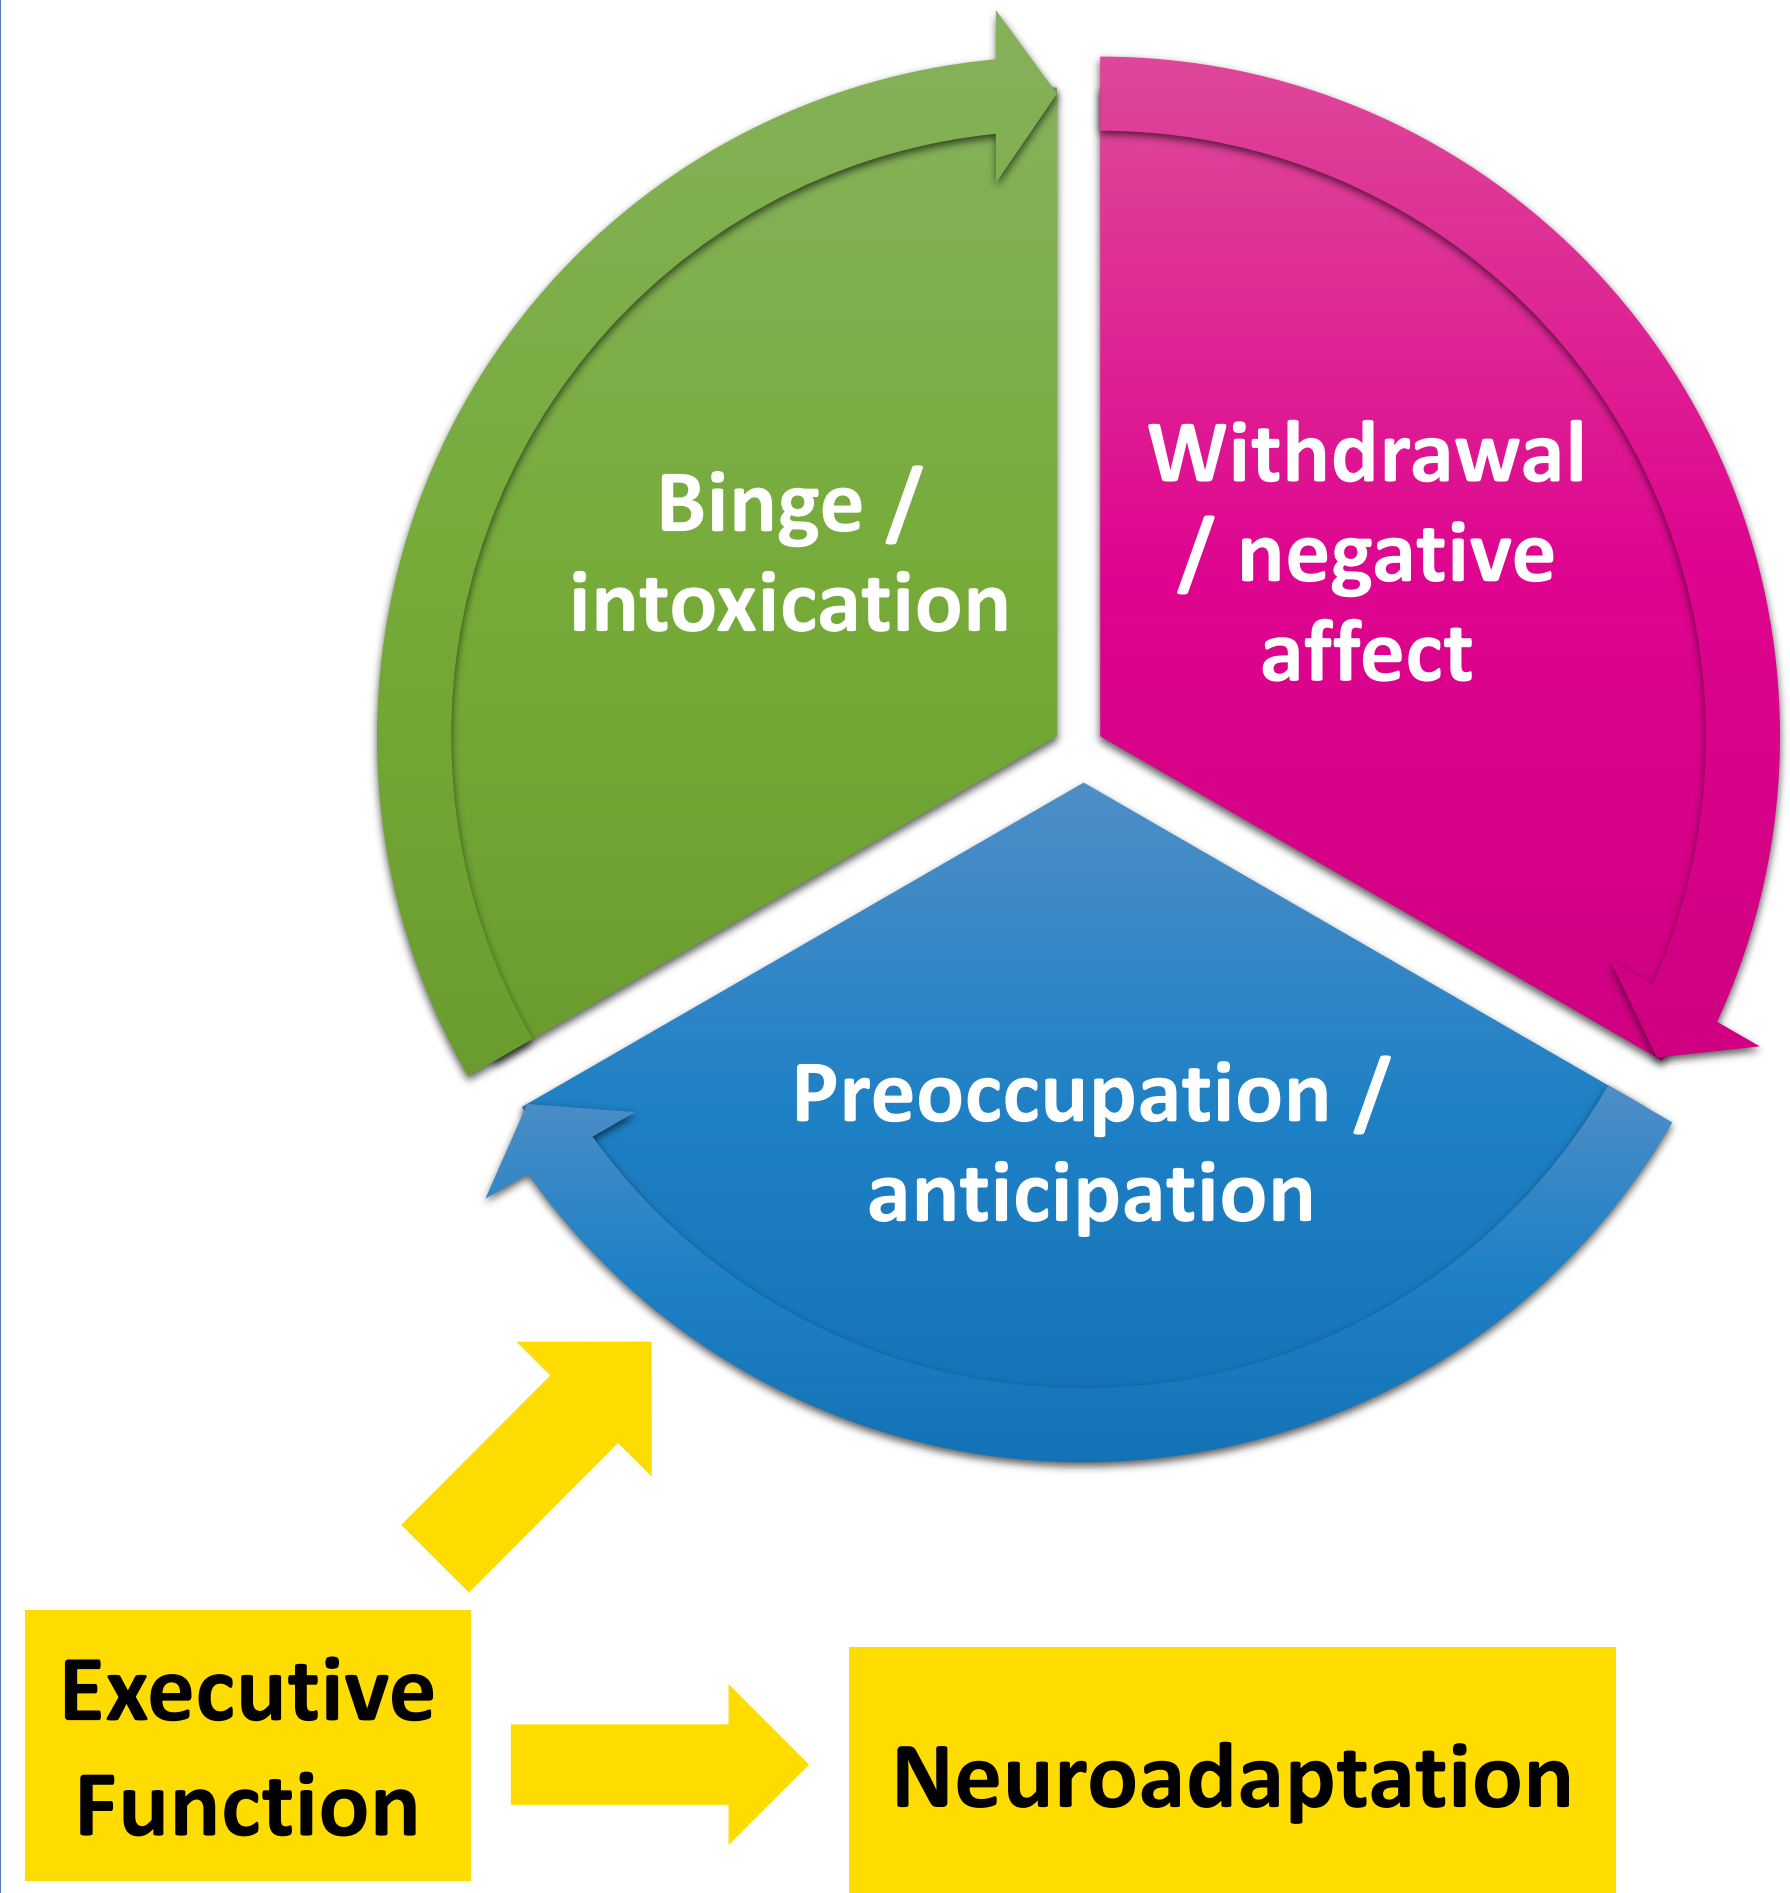 Binge /
intoxication
Withdrawal
/ negative
affect
Preoccupation /
anticipation
Executive
Function
Neuroadaptation